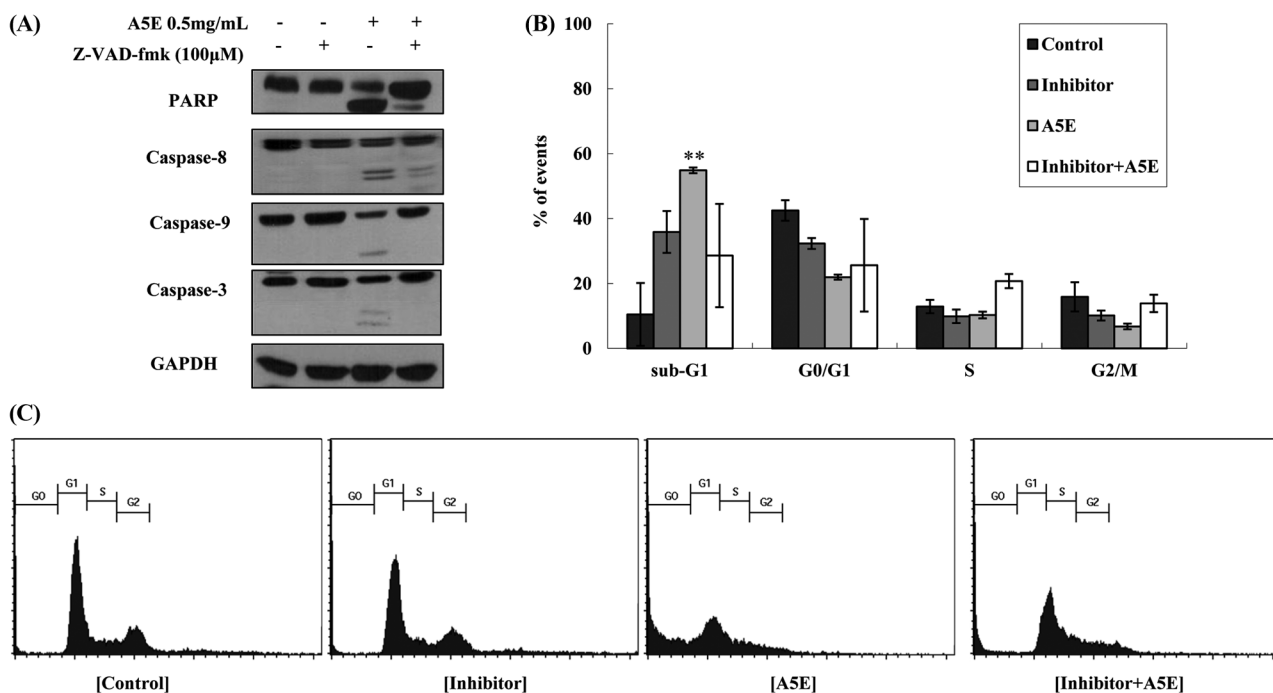 (A)
A5E 0.5mg/mL - - + +
Z-VAD-fmk (100μM) - + - +
PARP
Caspase-8
Caspase-9
Caspase-3
GAPDH
(B)
% of events
100
80
60
40
20
0
**
sub-G1 G0/G1 S G2/M
Control
Inhibitor
A5E
Inhibitor+A5E
(C)
G0 G1 S G2
G0 G1 S G2
G0 G1 S G2
G0 G1 S G2
[Control] [Inhibitor] [A5E] [Inhibitor+A5E]